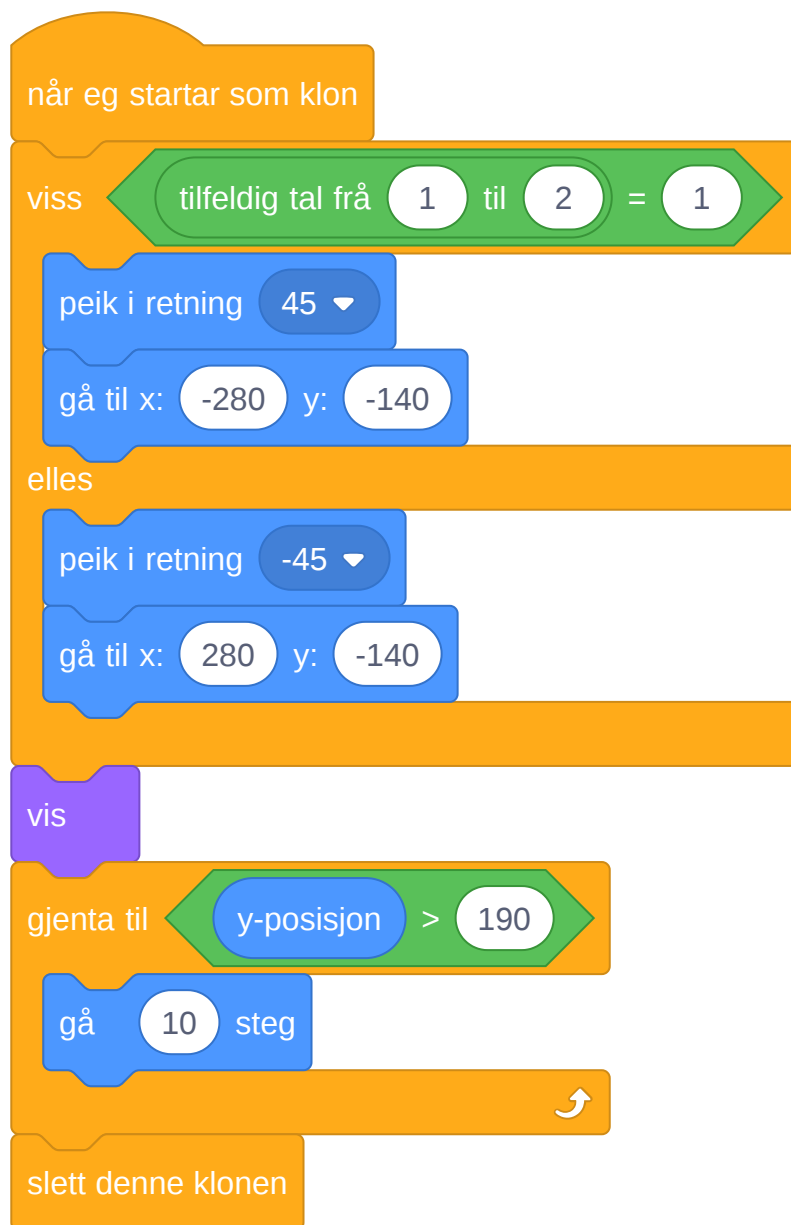 når eg startar som klon
viss tilfeldig tal frå 1 til 2 = 1
peik i retning 45
gå til x: -280 y: -140
elles
peik i retning -45
gå til x: 280 y: -140
vis
gjenta til y-posisjon > 190
gå 10 steg
slett denne klonen